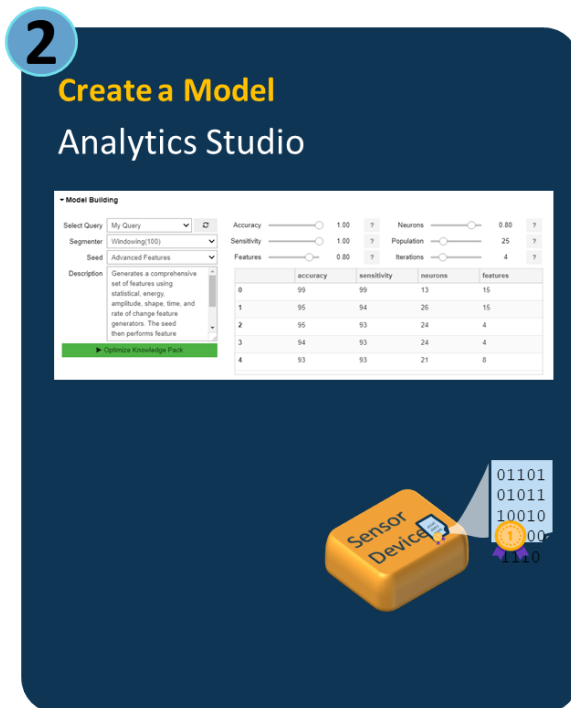 2
Create a Model
Analytics Studio
Model Building
Select Query My Query
Segmenter Windowing(100)
Seed Advanced Features
Description Generates a comprehensive
set of features using
statistical, energy,
amplitude, shape, time, and
rate of change feature
generators. The seed
then performs feature
Optimize Knowledge Pack
Accuracy 1.00 ? Neurons 0.80 ?
Sensitivity 1.00 ? Population 25 ?
Features 0.80 ? Iterations 4 ?
accuracy sensitivity neurons features
0 99 99 13 15
1 95 94 26 15
2 95 93 24 4
3 94 93 24 4
4 93 93 21 8
Sensor
Device
01101
01011
10010
1 00
1110